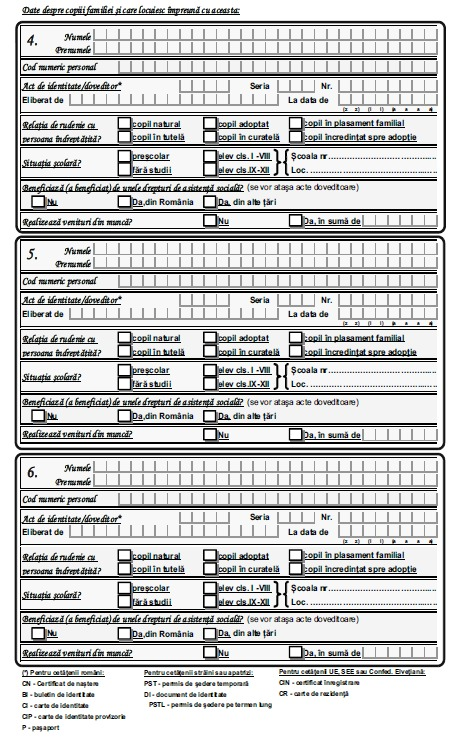 Date despre copiii familiei și care locuiesc împreună cu aceasta:
4. Numele
Prenumele
Cod numeric personal
Act de identitate/doveditor* Seria Nr.
Eliberat de La data de
(z z) (l l) (a a a a)
Relația de rudenie cu copil natural copil adoptat copil în plasament familial
persoana îndreptățită? copil în tutelă copil în curatelă copil încredințat spre adopție
Situația școlară? preșcolar elev cls. I -VIII Școala nr
fără studii elev cls.IX-XII Loc.
Beneficiază (a beneficiat) de unele drepturi de asistență socială? (se vor atașa acte doveditoare)
Nu Da,din România Da, din alte țări
Realizează venituri din muncă? Nu Da, în sumă de
5. Numele
Prenumele
Cod numeric personal
Act de identitate/doveditor* Seria Nr.
Eliberat de La data de
(z z) (l l) (a a a a)
Relația de rudenie cu copil natural copil adoptat copil în plasament familial
persoana îndreptățită? copil în tutelă copil în curatelă copil încredințat spre adopție
Situația școlară? preșcolar elev cls. I -VIII Școala nr
fără studii elev cls.IX-XII Loc.
Beneficiază (a beneficiat) de unele drepturi de asistență socială? (se vor atașa acte doveditoare)
Nu Da,din România Da, din alte țări
Realizează venituri din muncă? Nu Da, în sumă de
6. Numele
Prenumele
Cod numeric personal
Act de identitate/doveditor* Seria Nr.
Eliberat de La data de
(z z) (l l) (a a a a)
Relația de rudenie cu copil natural copil adoptat copil în plasament familial
persoana îndreptățită? copil în tutelă copil în curatelă copil încredințat spre adopție
Situația școlară? preșcolar elev cls. I -VIII Școala nr
fără studii elev cls.IX-XII Loc.
Beneficiază (a beneficiat) de unele drepturi de asistență socială? (se vor atașa acte doveditoare)
Nu Da,din România Da, din alte țări
Realizează venituri din muncă? Nu Da, în sumă de
(*) Pentru cetățenii români:
CN - Certificat de naștere
BI - buletin de identitate
CI - carte de identitate
CIP - carte de identitate provizorie
P - pașaport
Pentru cetățenii străini sau apatrizi:
PST - permis de ședere temporară
DI - document de identitate
PSTL - permis de ședere pe termen lung
Pentru cetățenii UE, SEE sau Confed. Elvețiană:
CIN - certificat înregistrare
CR - carte de rezidență